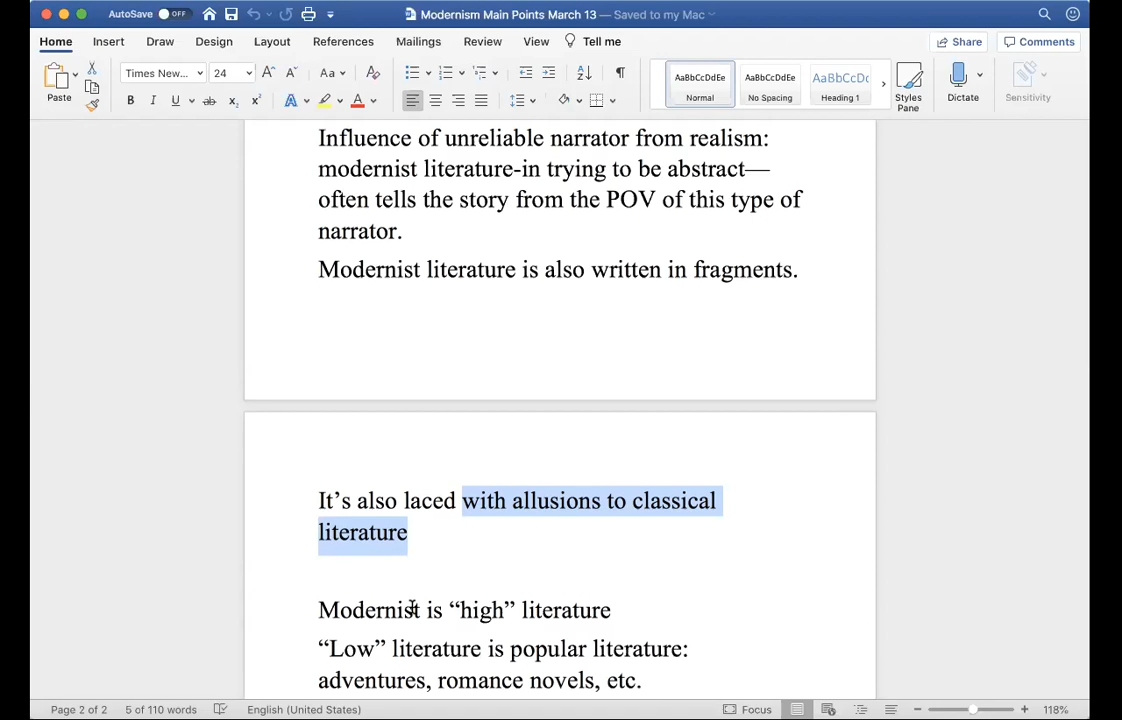 AutoSave OFF
Modernism Main Points March 13 — Saved to my Mac
Home Insert Draw Design Layout References Mailings Review View Tell me Share Comments
Paste
Times New... 24 Aa
AaBbCcDdEe AaBbCcDdEe AaBbCcDc
Normal No Spacing Heading 1 Styles Pane Dictate Sensitivity
Influence of unreliable narrator from realism:
modernist literature-in trying to be abstract—
often tells the story from the POV of this type of
narrator.
Modernist literature is also written in fragments.
It’s also laced with allusions to classical
literature
Modernist is “high” literature
“Low” literature is popular literature:
adventures, romance novels, etc.
Page 2 of 2 5 of 110 words English (United States) Focus 118%